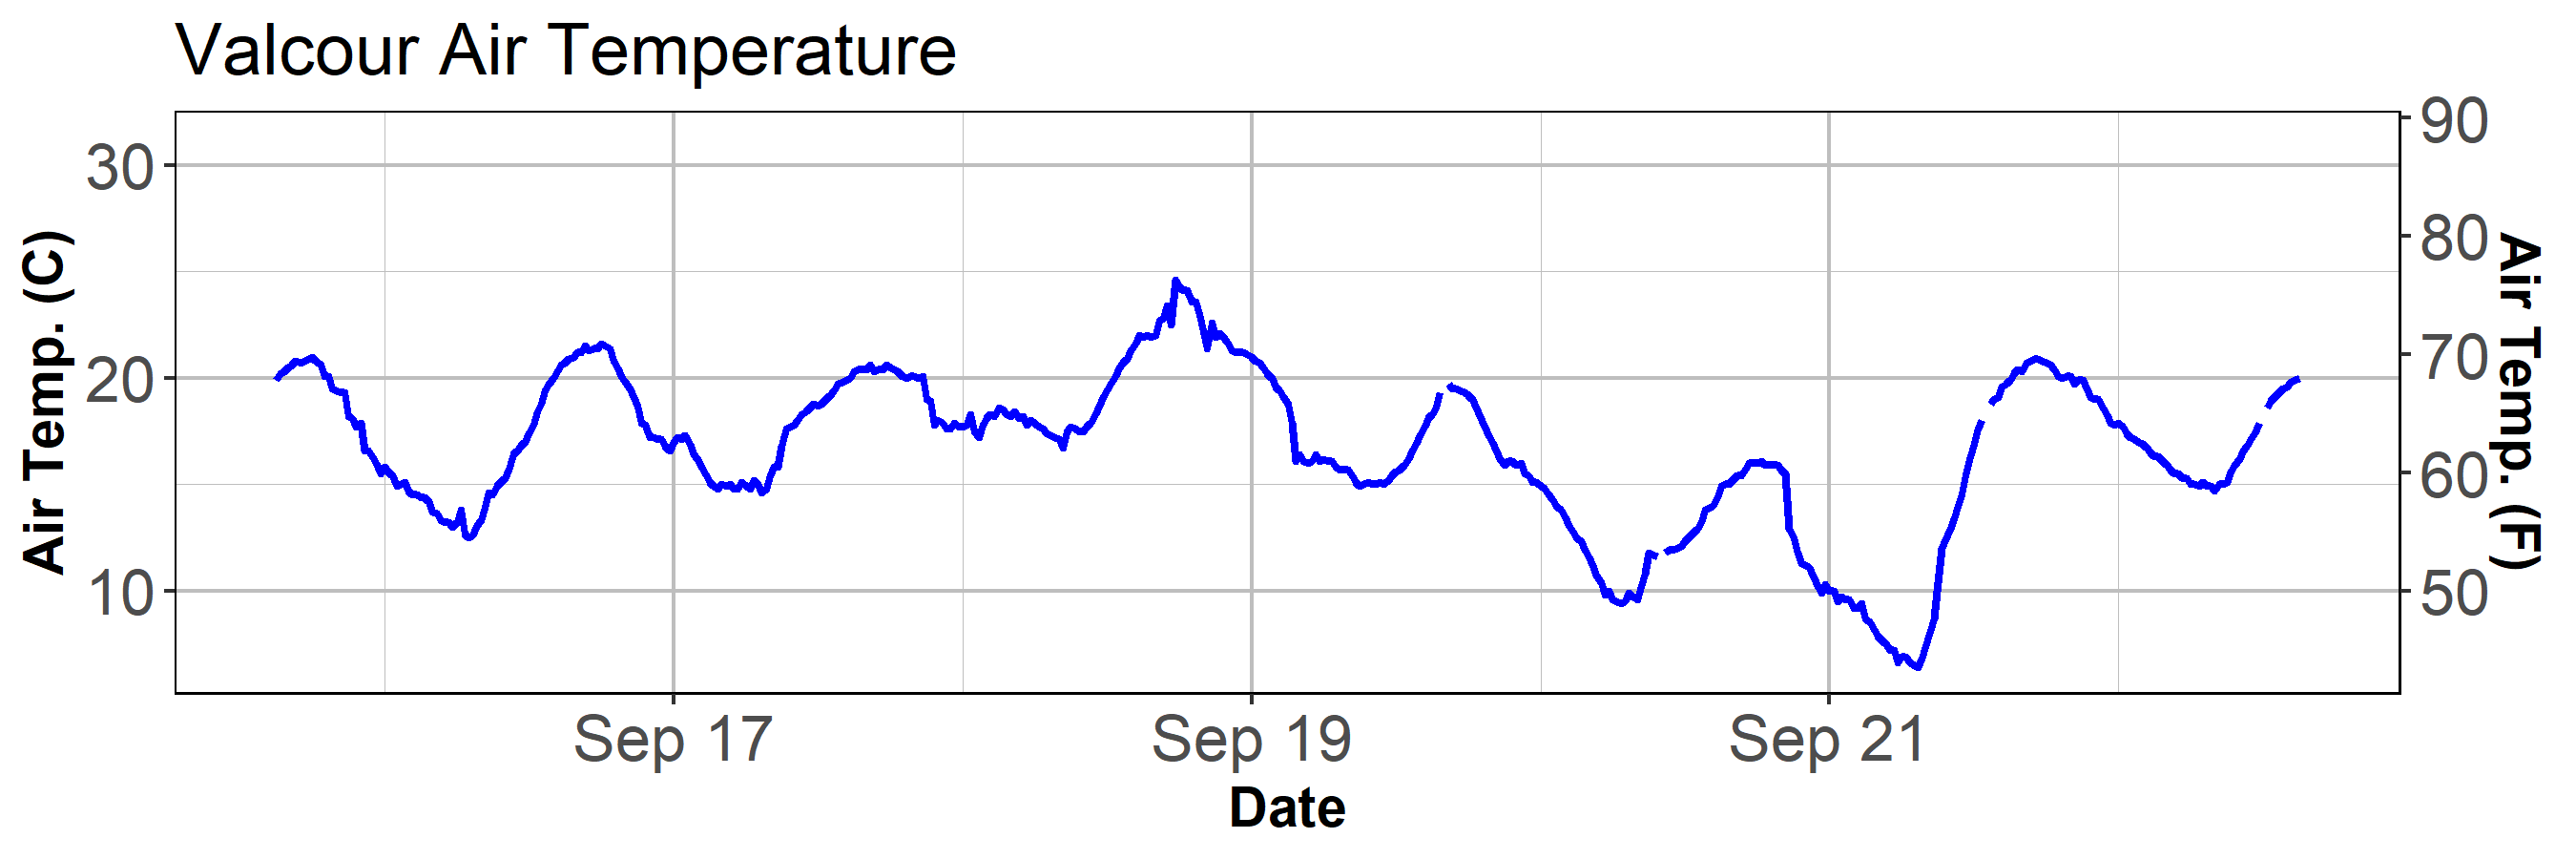 Valcour Air Temperature
Air Temp. (C)
30
20
10
90
80
70
60
50
Air Temp. (F)
Sep 17
Sep 19
Sep 21
Date